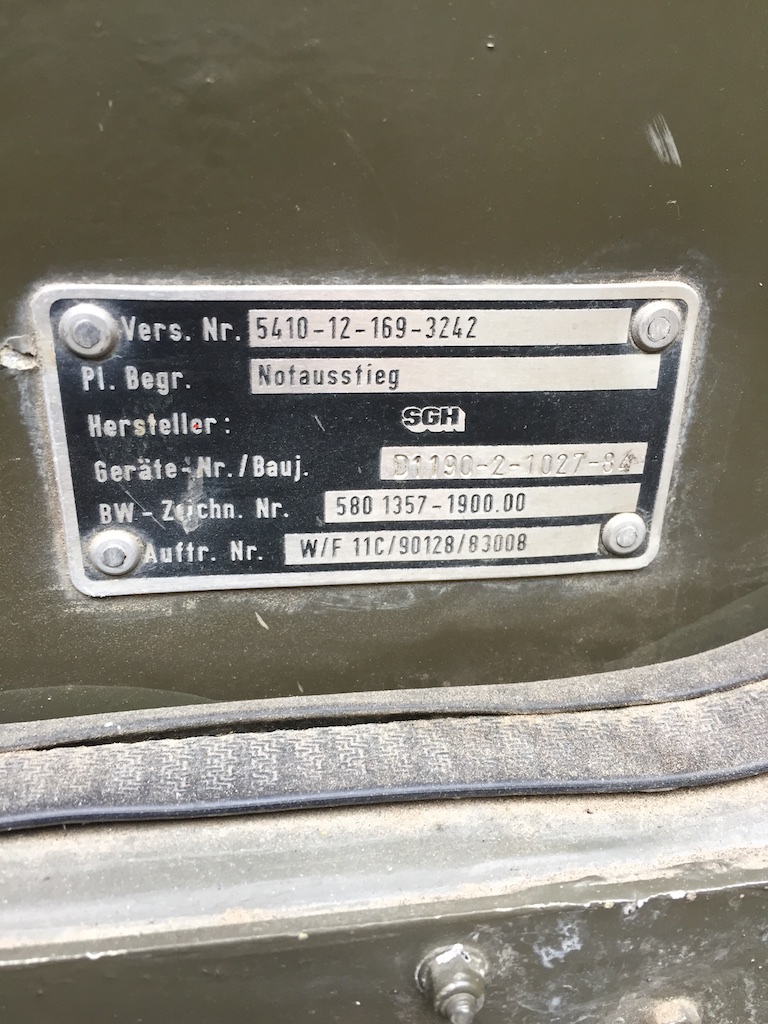 Vers. Nr. 5410-12-169-3242
Pl. Begr. Notausstieg
Hersteller: SGH
Geräte-Nr./Bauj. D1190-2-1027-84
BW-Zeichn. Nr. 580 1357-1900.00
Auftr. Nr. W/F 11C/90128/83008